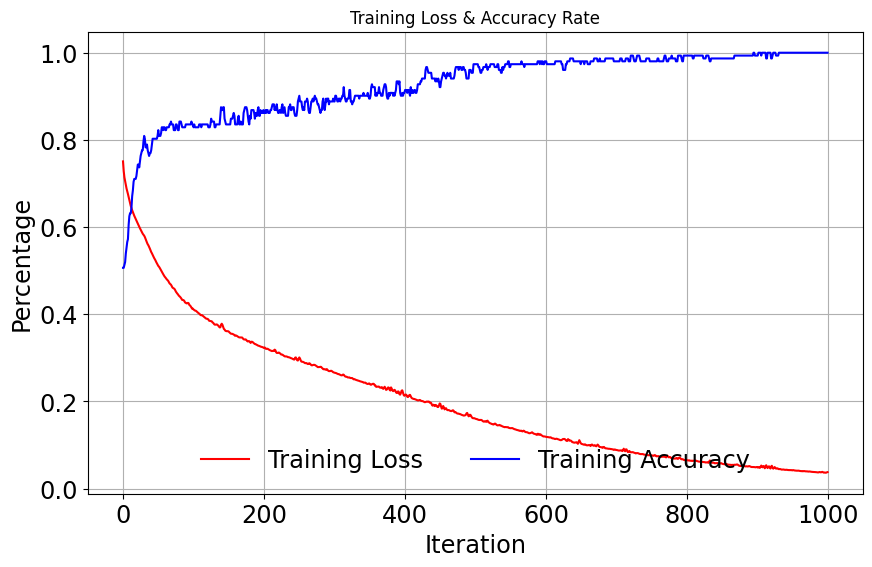 Training Loss & Accuracy Rate
1.0
0.8
0.6
0.4
0.2
0.0
Percentage
Training Loss
Training Accuracy
0 200 400 600 800 1000
Iteration